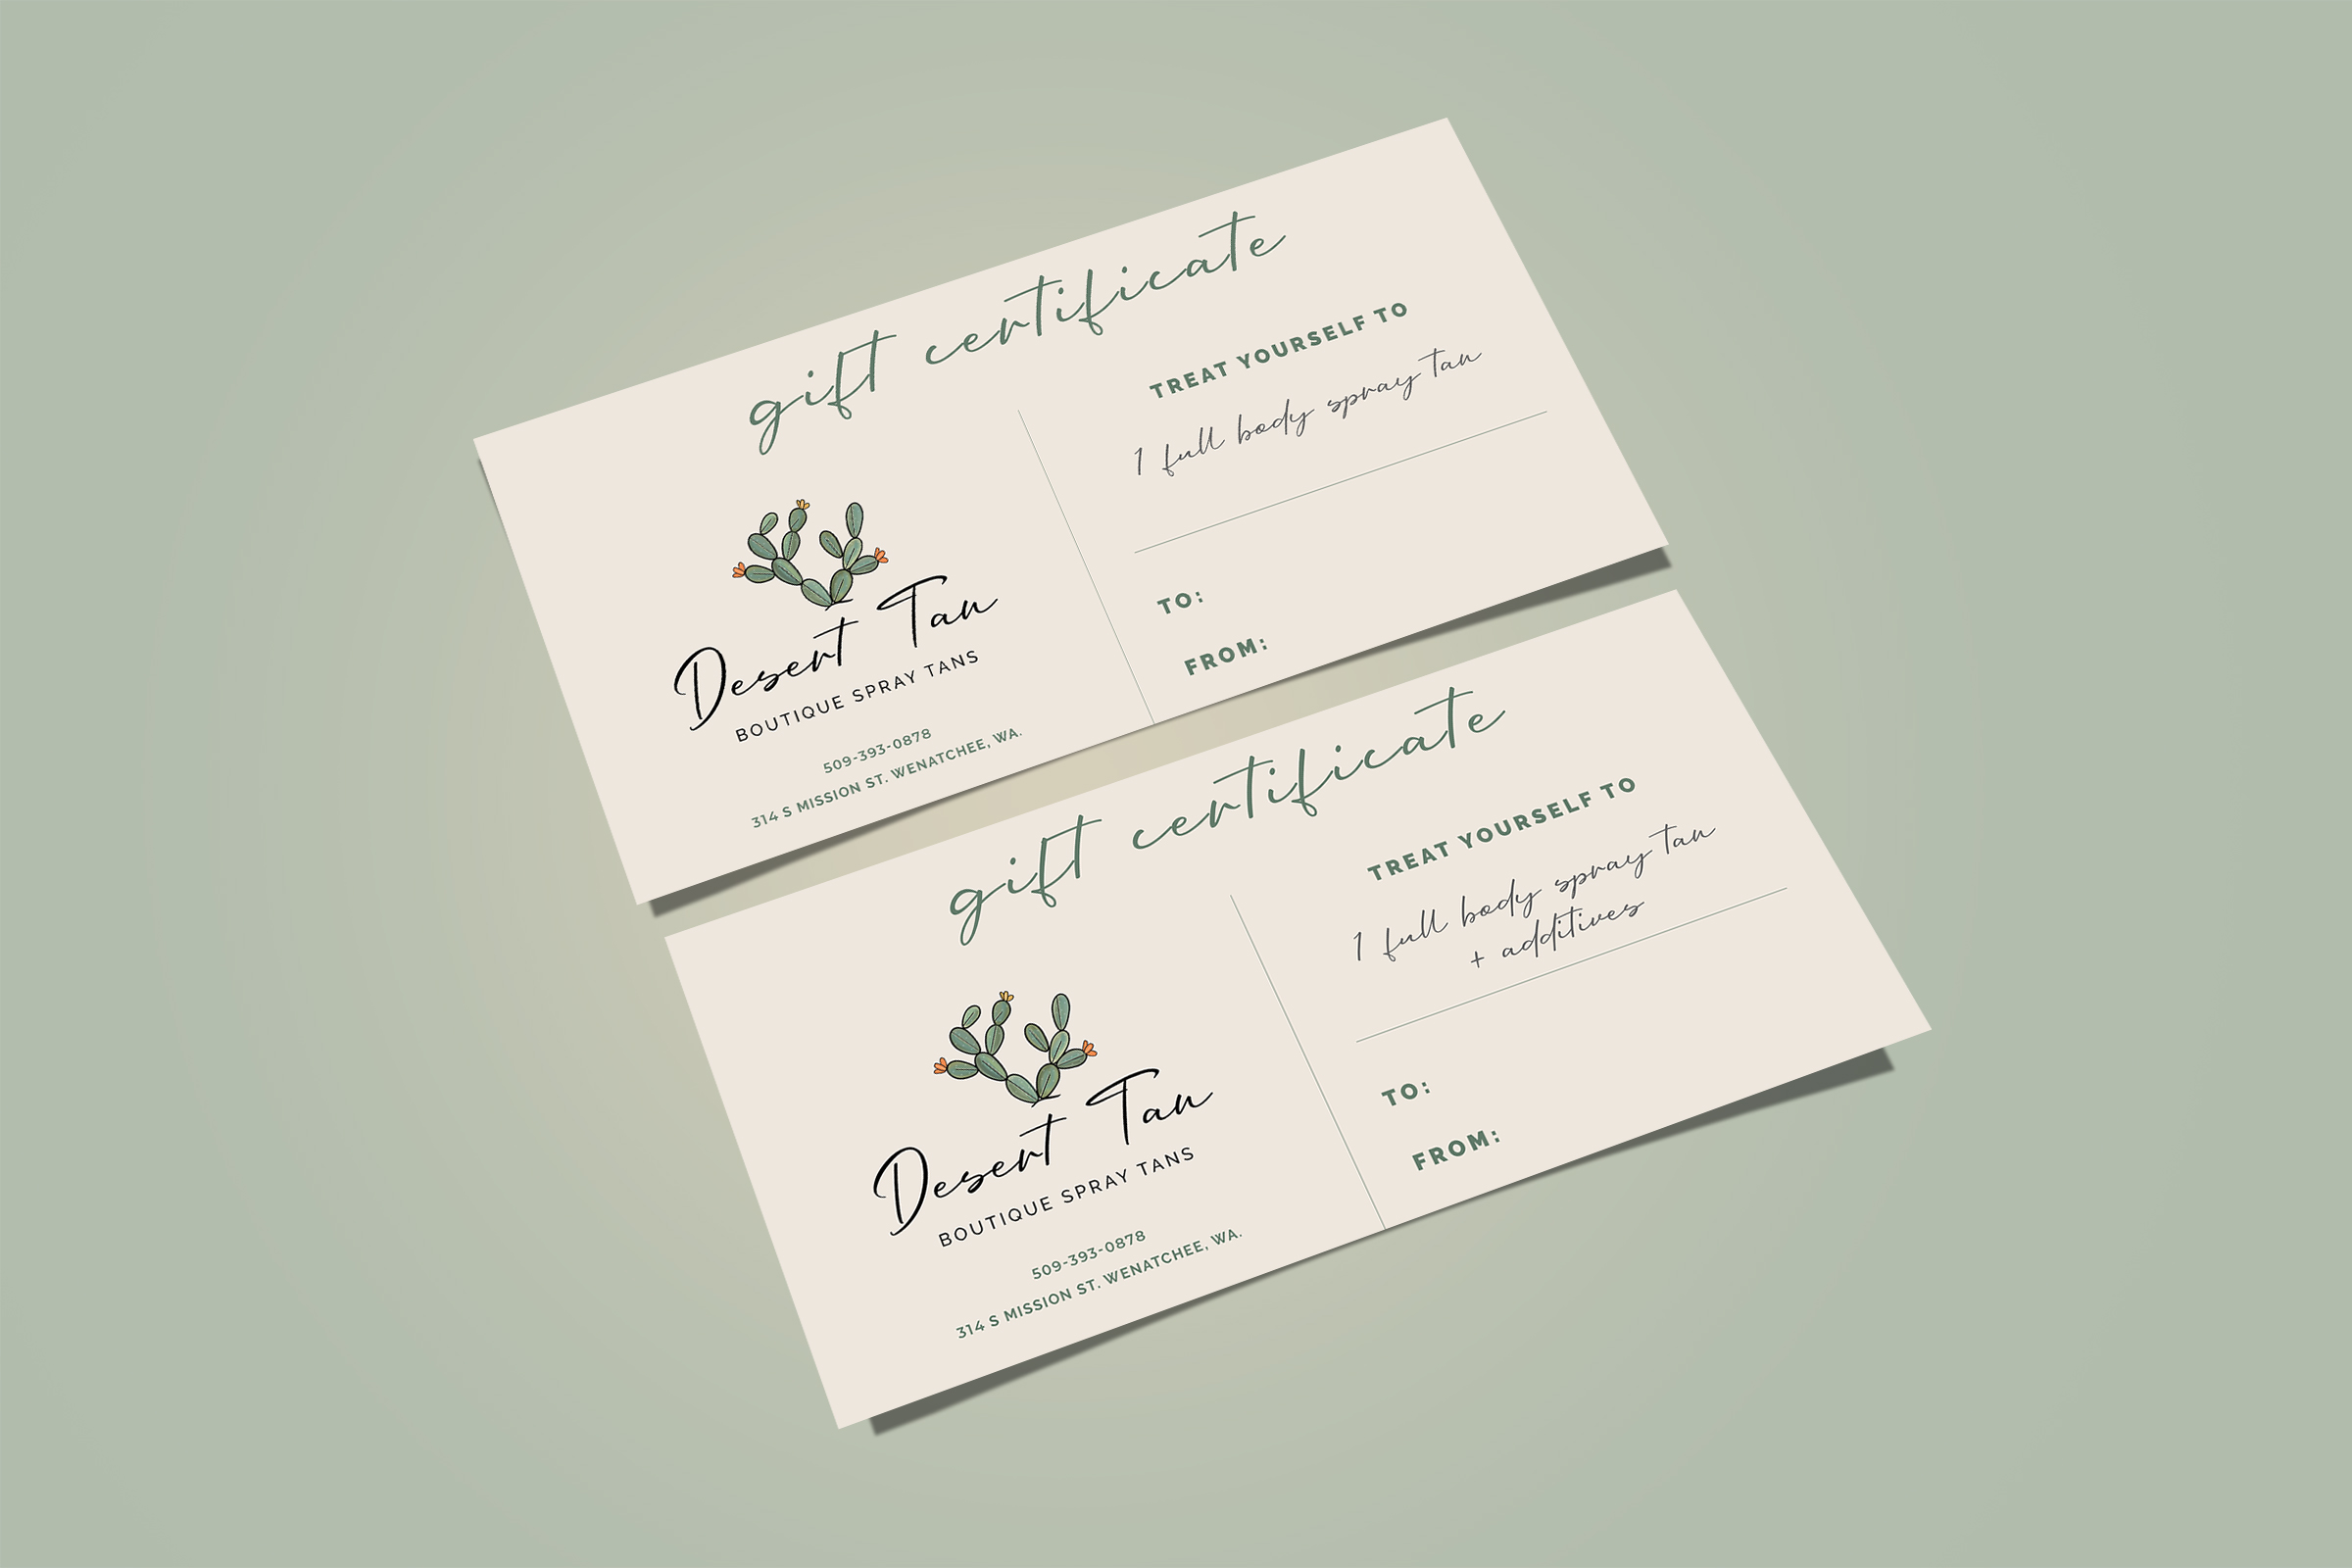 gift certificate
Desert Tan
BOUTIQUE SPRAY TANS
509-393-0878
314 S MISSION ST. WENATCHEE, WA.
TREAT YOURSELF TO
1 full body spray tan
TO:
FROM:
gift certificate
Desert Tan
BOUTIQUE SPRAY TANS
509-393-0878
314 S MISSION ST. WENATCHEE, WA.
TREAT YOURSELF TO
1 full body spray tan
+ additives
TO:
FROM: